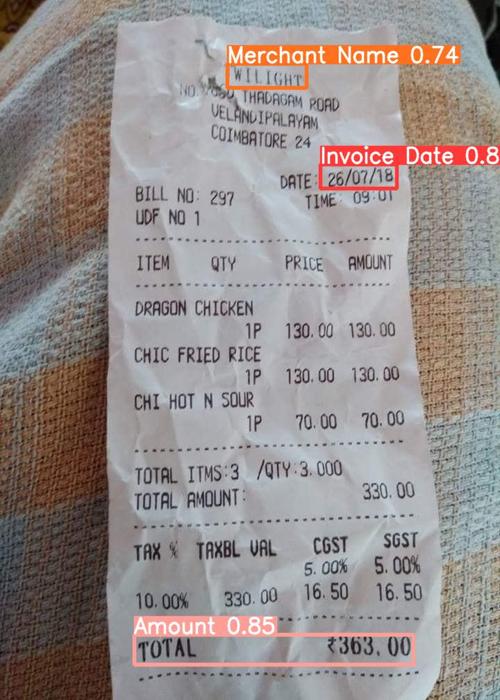 Merchant Name 0.74
WILIGHT
THADAGAM ROAD
VELANDIPALAYAM
COIMBATORE 24
Invoice Date 0.8
DATE: 26/07/18
BILL NO: 297 TIME: 09:01
UDF NO 1
ITEM QTY PRICE AMOUNT
DRAGON CHICKEN
1P 130.00 130.00
CHIC FRIED RICE
1P 130.00 130.00
CHI HOT N SOUR
1P 70.00 70.00
TOTAL ITMS:3 /QTY:3.000
TOTAL AMOUNT: 330.00
TAX % TAXBL VAL CGST SGST
5.00% 5.00%
10.00% 330.00 16.50 16.50
Amount 0.85
TOTAL ₹363.00